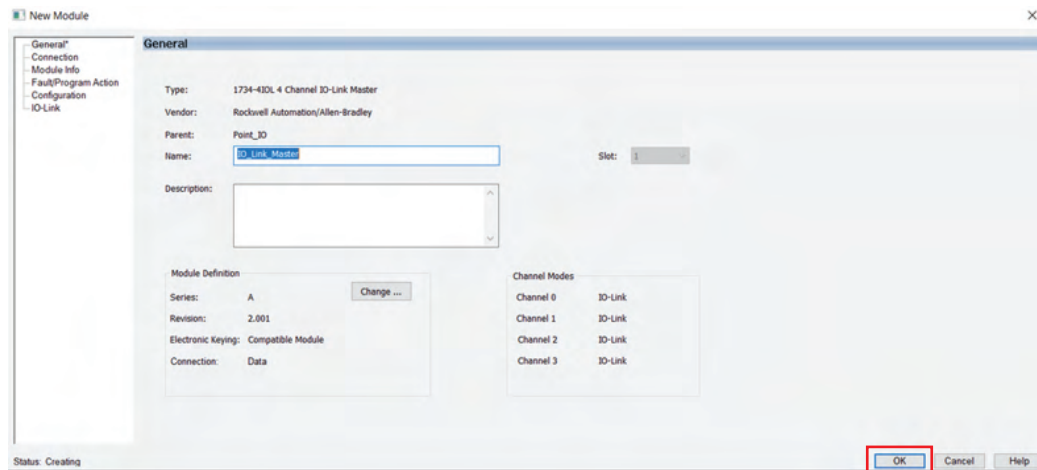 New Module
General*
Connection
Module Info
Fault/Program Action
Configuration
IO-Link
General
Type: 1734-4IOL 4 Channel IO-Link Master
Vendor: Rockwell Automation/Allen-Bradley
Parent: Point_IO
Name: IO_Link_Master
Slot: 1
Description:
Module Definition
Series: A
Change ...
Revision: 2.001
Electronic Keying: Compatible Module
Connection: Data
Channel Modes
Channel 0 IO-Link
Channel 1 IO-Link
Channel 2 IO-Link
Channel 3 IO-Link
Status: Creating
OK Cancel Help